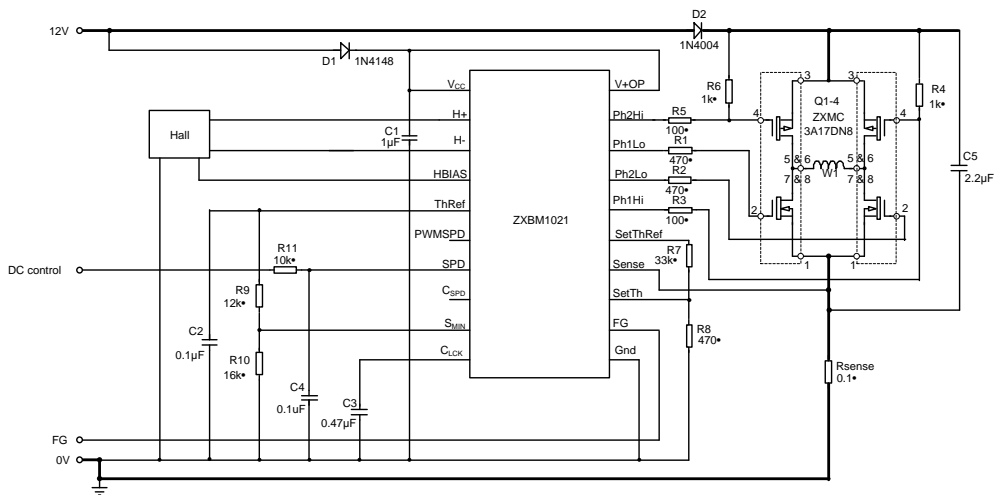 12V
D2
1N4004
D1
1N4148
R6
1k•
R4
1k•
Q1-4
ZXMC
3A17DN8
3
3
4
4
5 & 6
7 & 8
5 & 6
7 & 8
W1
2
2
1
1
C5
2.2µF
VCC
H+
H-
HBIAS
ThRef
PWMSPD
SPD
CSPD
SMIN
CLCK
ZXBM1021
V+OP
Ph2Hi
Ph1Lo
Ph2Lo
Ph1Hi
SetThRef
Sense
SetTh
FG
Gnd
Hall
C1
1µF
R5
100•
R1
470•
R2
470•
R3
100•
R7
33k•
R8
470•
DC control
R11
10k•
R9
12k•
R10
16k•
C2
0.1µF
C4
0.1uF
C3
0.47µF
Rsense
0.1•
FG
0V